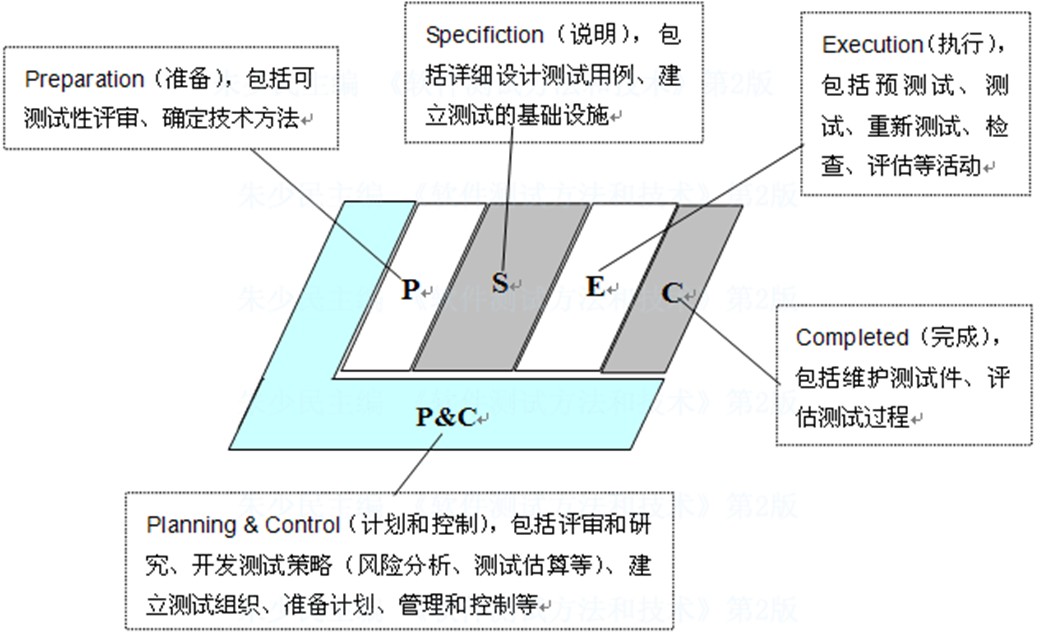 Preparation（准备），包括可
测试性评审、确定技术方法↵
Specifiction（说明），包
括详细设计测试用例、建
立测试的基础设施↵
Execution（执行），
包括预测试、测
试、重新测试、检
查、评估等活动↵
P↵
S↵
E↵
C↵
Completed（完成），
包括维护测试件、评
估测试过程↵
P&C↵
Planning & Control（计划和控制），包括评审和研
究、开发测试策略（风险分析、测试估算等）、建
立测试组织、准备计划、管理和控制等↵
朱少民主编 《软件测试方法和技术》第2版
朱少民主编 《软件测试方法和技术》第2版
朱少民主编 《软件测试方法和技术》第2版
朱少民主编 《软件测试方法和技术》第2版
朱少民主编 《软件测试方法和技术》第2版
朱少民主编 《软件测试方法和技术》第2版